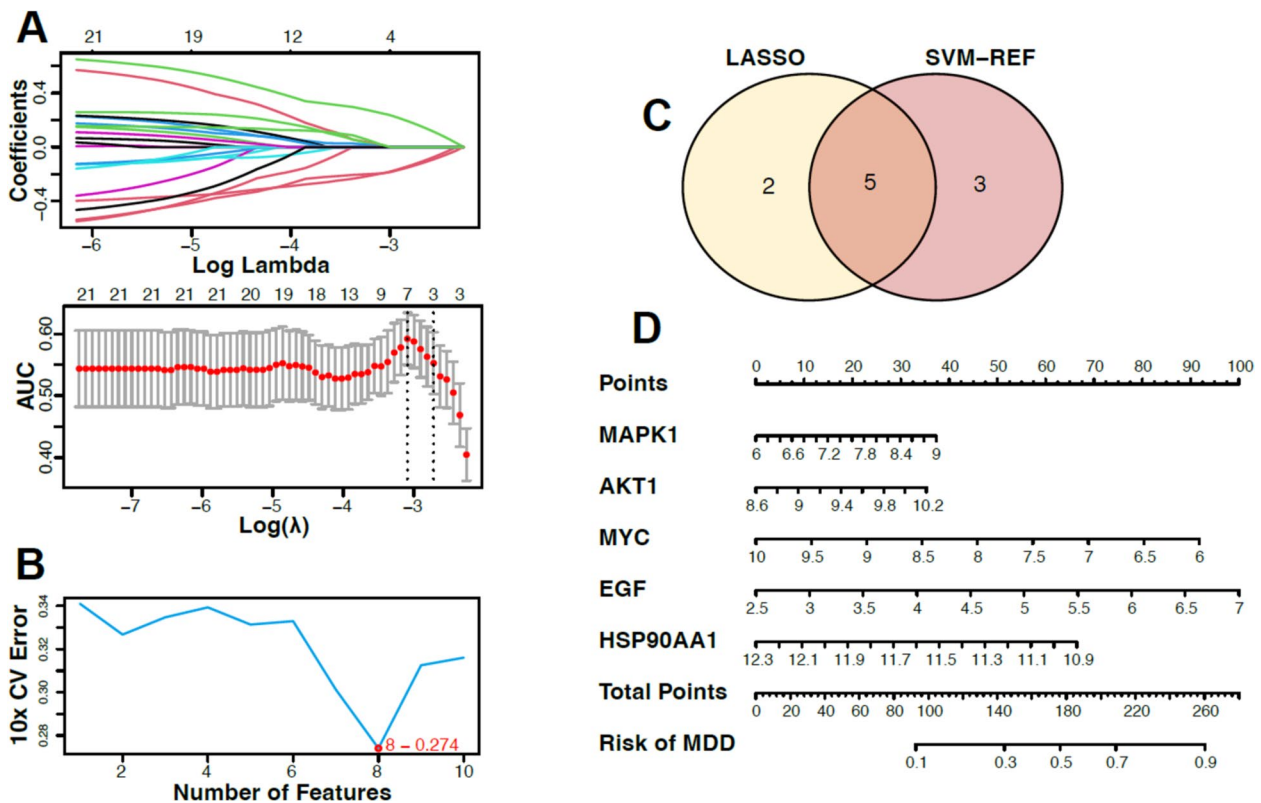 A
21 19 12 4
Coefficients
0.4
0.0
−0.4
−6 −5 −4 −3
Log Lambda
21 21 21 21 21 20 19 18 13 9 7 3 3
AUC
0.60
0.50
0.40
−7 −6 −5 −4 −3
Log(λ)
B
10x CV Error
0.34
0.32
0.30
0.28
8 − 0.274
2 4 6 8 10
Number of Features
C
LASSO SVM−REF
2 5 3
D
Points
0 10 20 30 40 50 60 70 80 90 100
MAPK1
6 6.6 7.2 7.8 8.4 9
AKT1
8.6 9 9.4 9.8 10.2
MYC
10 9.5 9 8.5 8 7.5 7 6.5 6
EGF
2.5 3 3.5 4 4.5 5 5.5 6 6.5 7
HSP90AA1
12.3 12.1 11.9 11.7 11.5 11.3 11.1 10.9
Total Points
0 20 40 60 80 100 140 180 220 260
Risk of MDD
0.1 0.3 0.5 0.7 0.9